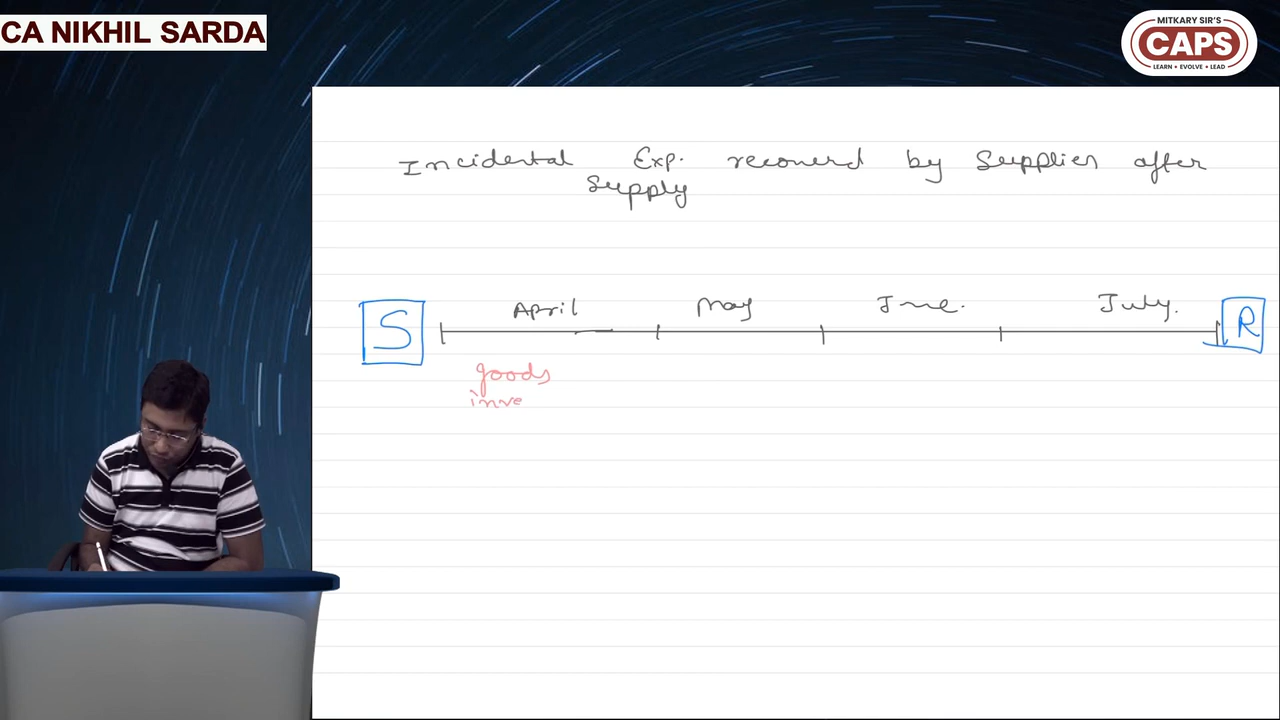 CA NIKHIL SARDA
MITKARY SIR'S
CAPS
LEARN • EVOLVE • LEAD
Incidental Exp. recovered by Supplier after
Supply
April May June. July.
S R
goods
inve